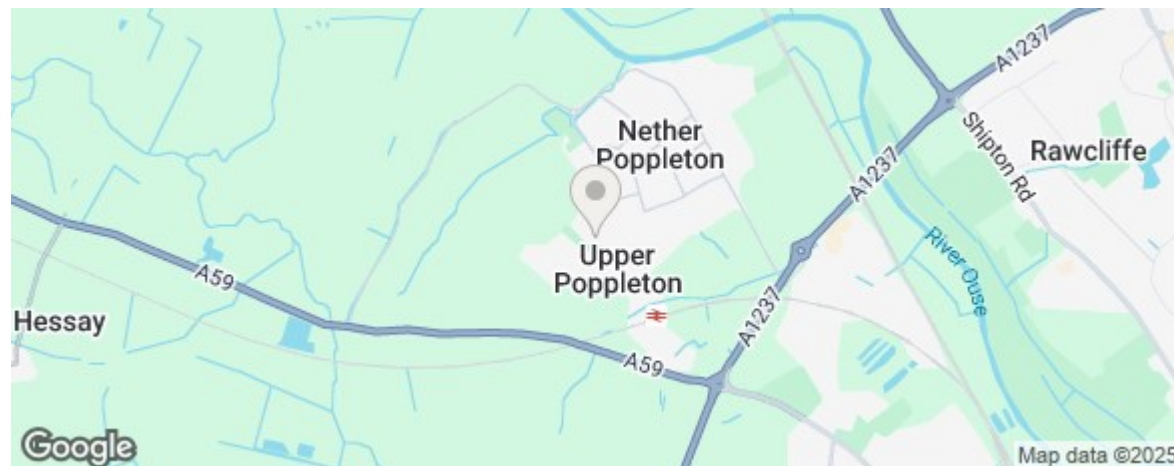 A1237
Nether
Poppleton
Shipton Rd
Rawcliffe
A1237
Upper
Poppleton
River Ouse
A59
Hessay
A1237
A59
Google
Map data ©2025